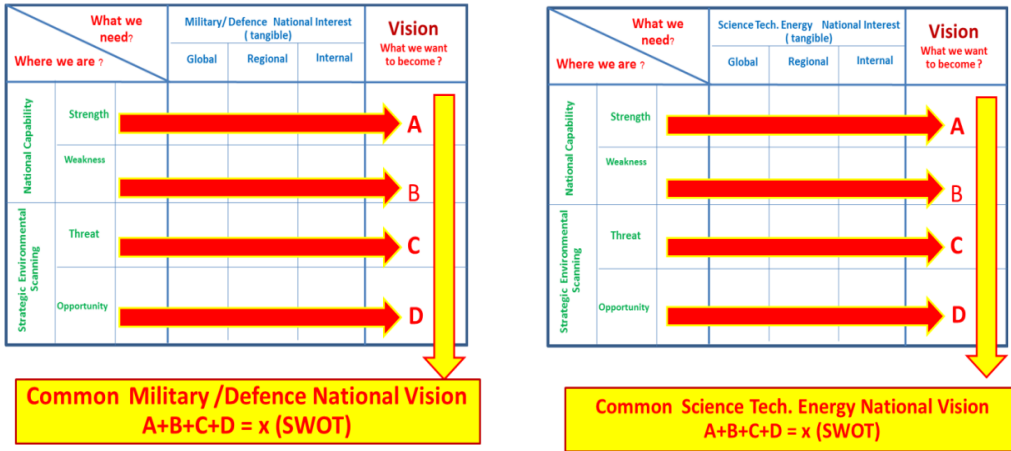 What we
need?
Where we are ?
Military/ Defence National Interest
( tangible)
Global Regional Internal
Vision
What we want
to become ?
National Capability
Strength
A
Weakness
B
Strategic Environmental
Scanning
Threat
C
Opportunity
D
Common Military /Defence National Vision
A+B+C+D = x (SWOT)
What we
need?
Where we are ?
Science Tech. Energy National Interest
( tangible)
Global Regional Internal
Vision
What we want
to become ?
National Capability
Strength
A
Weakness
B
Strategic Environmental
Scanning
Threat
C
Opportunity
D
Common Science Tech. Energy National Vision
A+B+C+D = x (SWOT)